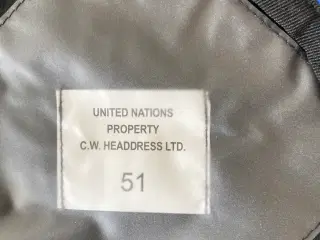 UNITED NATIONS
PROPERTY
C.W. HEADDRESS LTD.
51